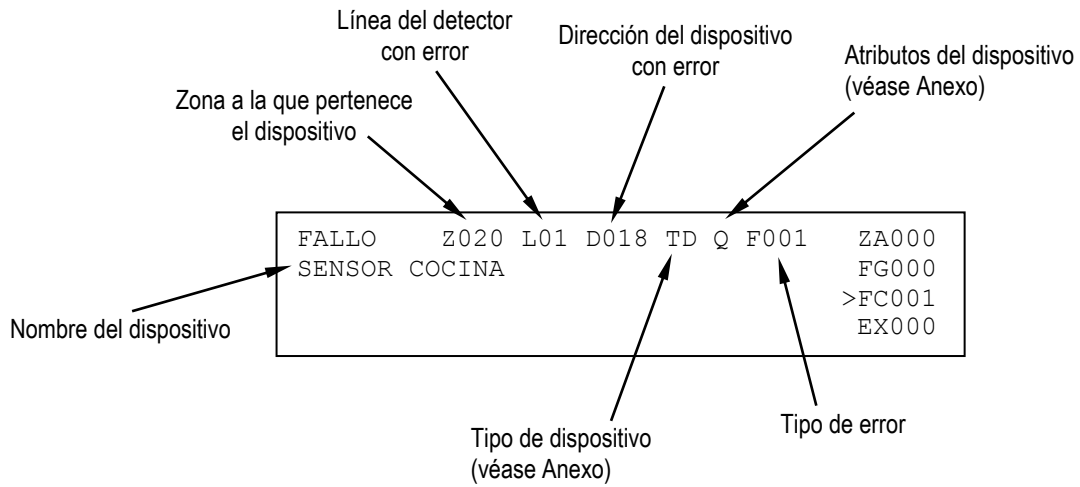 Línea del detector
con error
Dirección del dispositivo
con error
Atributos del dispositivo
(véase Anexo)
Zona a la que pertenece
el dispositivo
FALLO Z020 L01 D018 TD Q F001 ZA000
SENSOR COCINA FG000
>FC001
EX000
Nombre del dispositivo
Tipo de dispositivo
(véase Anexo)
Tipo de error